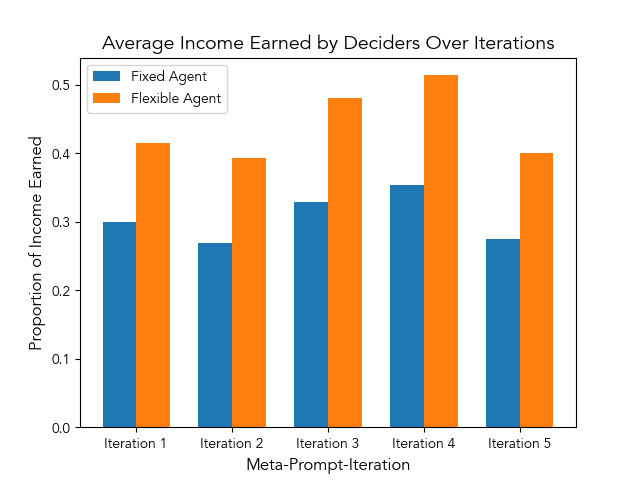 Average Income Earned by Deciders Over Iterations
Fixed Agent
Flexible Agent
Proportion of Income Earned
0.5
0.4
0.3
0.2
0.1
0.0
Iteration 1
Iteration 2
Iteration 3
Iteration 4
Iteration 5
Meta-Prompt-Iteration